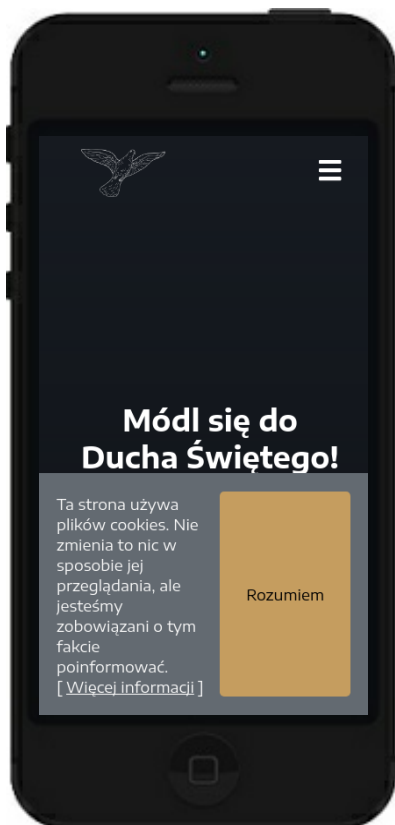 Módl się do
Ducha Świętego!
Ta strona używa
plików cookies. Nie
zmienia to nic w
sposobie jej
przeglądania, ale
jesteśmy
zobowiązani o tym
fakcie
poinformować.
[ Więcej informacji ]
Rozumiem